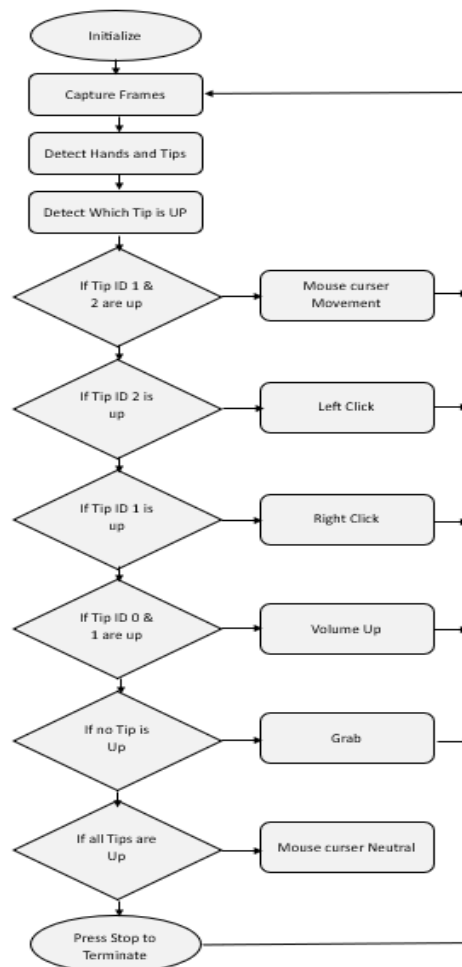 Initialize
Capture Frames
Detect Hands and Tips
Detect Which Tip is UP
If Tip ID 1 &
2 are up
Mouse curser
Movement
If Tip ID 2 is
up
Left Click
If Tip ID 1 is
up
Right Click
If Tip ID 0 &
1 are up
Volume Up
If no Tip is
Up
Grab
If all Tips are
Up
Mouse curser Neutral
Press Stop to
Terminate